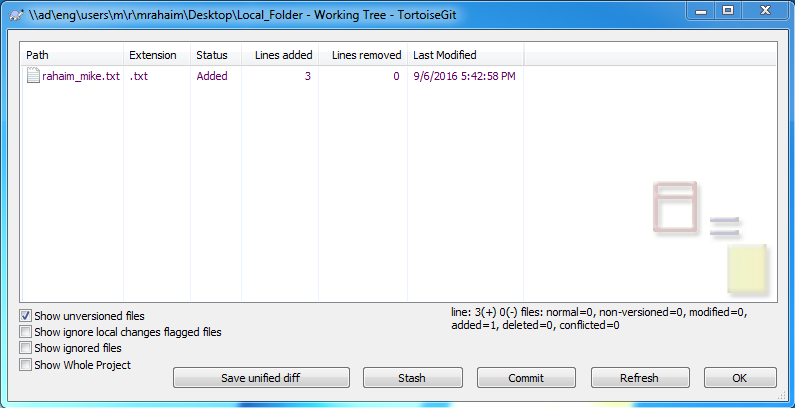 \\ad\eng\users\m\r\mrahaim\Desktop\Local_Folder - Working Tree - TortoiseGit
Path Extension Status Lines added Lines removed Last Modified
rahaim_mike.txt .txt Added 3 0 9/6/2016 5:42:58 PM
Show unversioned files
Show ignore local changes flagged files
Show ignored files
Show Whole Project
line: 3(+) 0(-) files: normal=0, non-versioned=0, modified=0,
added=1, deleted=0, conflicted=0
Save unified diff Stash Commit Refresh OK